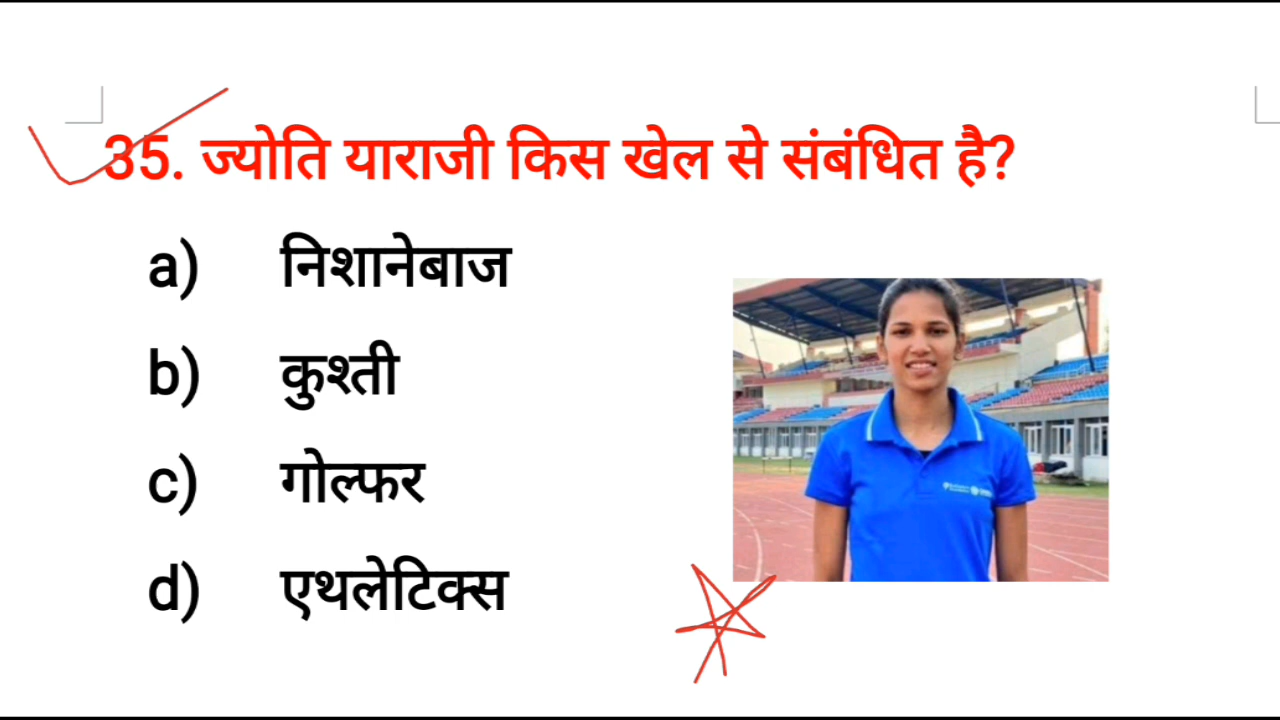 35. ज्योति याराजी किस खेल से संबंधित है?
a) निशानेबाज
b) कुश्ती
c) गोल्फर
d) एथलेटिक्स